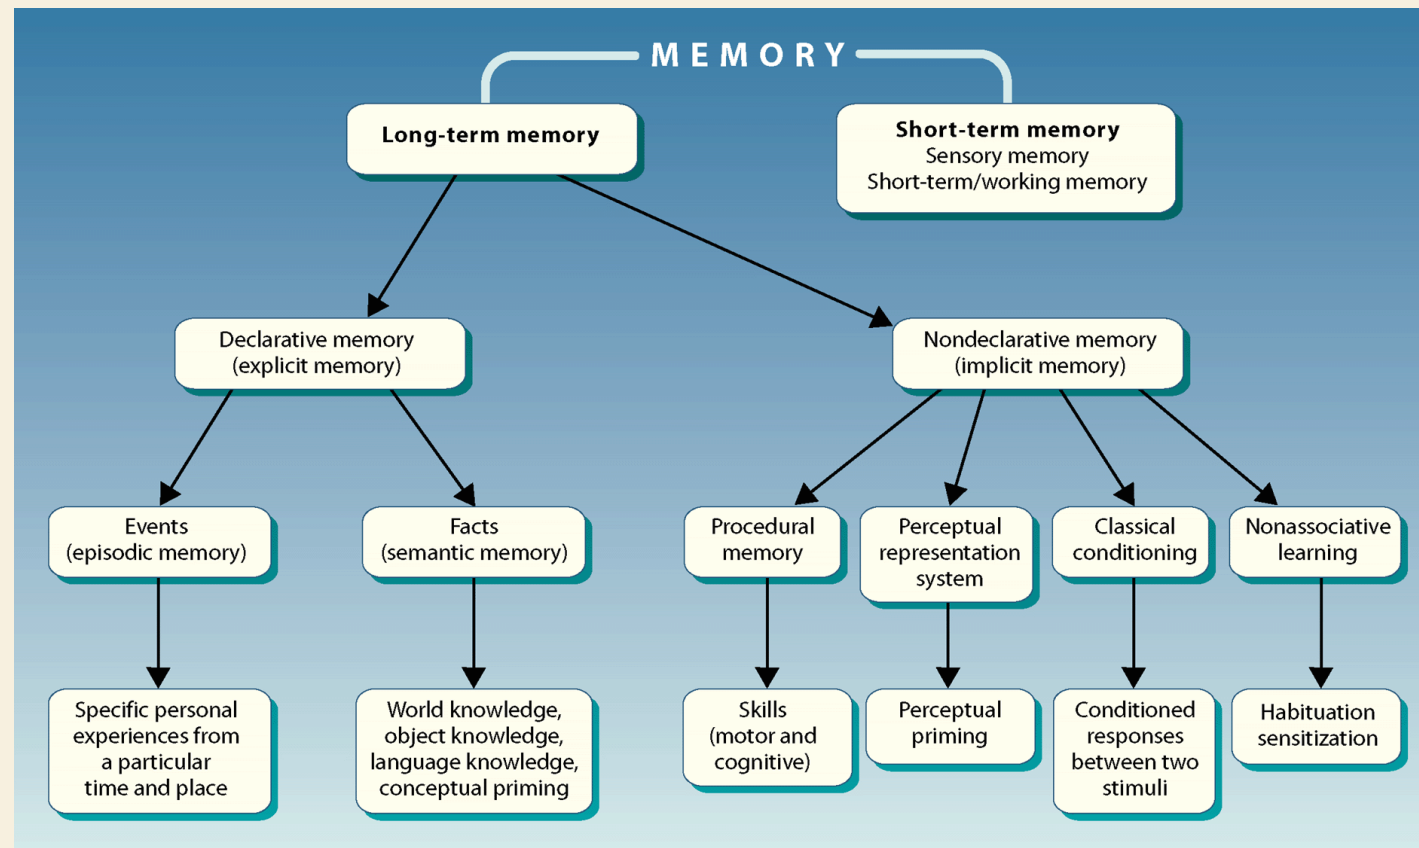 MEMORY
Long-term memory
Short-term memory
Sensory memory
Short-term/working memory
Declarative memory
(explicit memory)
Nondeclarative memory
(implicit memory)
Events
(episodic memory)
Facts
(semantic memory)
Procedural
memory
Perceptual
representation
system
Classical
conditioning
Nonassociative
learning
Specific personal
experiences from
a particular
time and place
World knowledge,
object knowledge,
language knowledge,
conceptual priming
Skills
(motor and
cognitive)
Perceptual
priming
Conditioned
responses
between two
stimuli
Habituation
sensitization